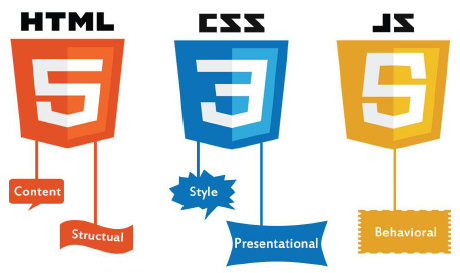 HTML CSS JS
5 3 5
Content Style
Structual Presentational Behavioral